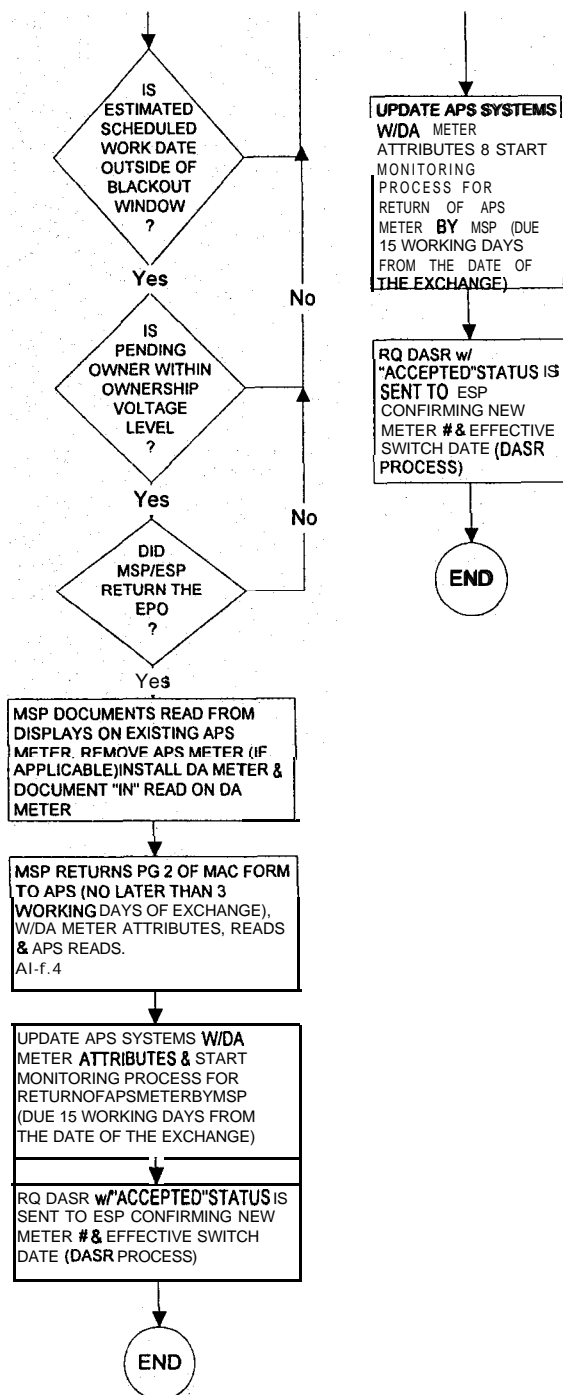 IS
ESTIMATED
SCHEDULED
WORK DATE
OUTSIDE OF
BLACKOUT
WINDOW
?
Yes
No
IS
PENDING
OWNER WITHIN
OWNERSHIP
VOLTAGE
LEVEL
?
Yes
No
DID
MSP/ESP
RETURN THE
EPO
?
Yes
MSP DOCUMENTS READ FROM
DISPLAYS ON EXISTING APS
METER, REMOVE APS METER (IF
APPLICABLE)INSTALL DA METER &
DOCUMENT "IN" READ ON DA
METER
MSP RETURNS PG 2 OF MAC FORM
TO APS (NO LATER THAN 3
WORKING DAYS OF EXCHANGE),
W/DA METER ATTRIBUTES, READS
& APS READS.
AI-f.4
UPDATE APS SYSTEMS W/DA
METER ATTRIBUTES & START
MONITORING PROCESS FOR
RETURNOFAPSMETERBYMSP
(DUE 15 WORKING DAYS FROM
THE DATE OF THE EXCHANGE)
RQ DASR w/"ACCEPTED"STATUS IS
SENT TO ESP CONFIRMING NEW
METER # & EFFECTIVE SWITCH
DATE (DASR PROCESS)
END
UPDATE APS SYSTEMS
W/DA METER
ATTRIBUTES 8 START
MONITORING
PROCESS FOR
RETURN OF APS
METER BY MSP (DUE
15 WORKING DAYS
FROM THE DATE OF
THE EXCHANGE)
RQ DASR w/
"ACCEPTED"STATUS IS
SENT TO ESP
CONFIRMING NEW
METER # & EFFECTIVE
SWITCH DATE (DASR
PROCESS)
END